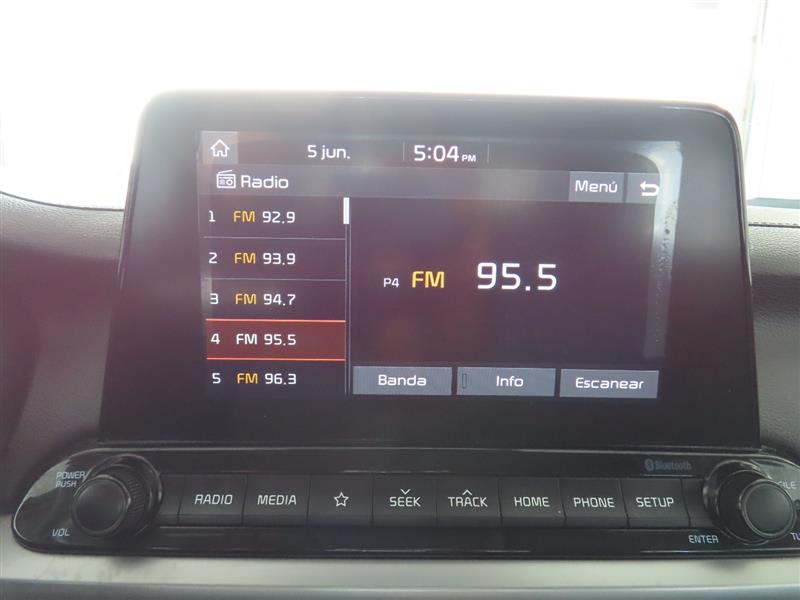 5 jun. 5:04 PM
Radio Menú
1 FM 92.9
2 FM 93.9
3 FM 94.7
4 FM 95.5
5 FM 96.3
P4 FM 95.5
Banda Info Escanear
Bluetooth
POWER
PUSH
VOL
RADIO MEDIA SEEK TRACK HOME PHONE SETUP
ENTER